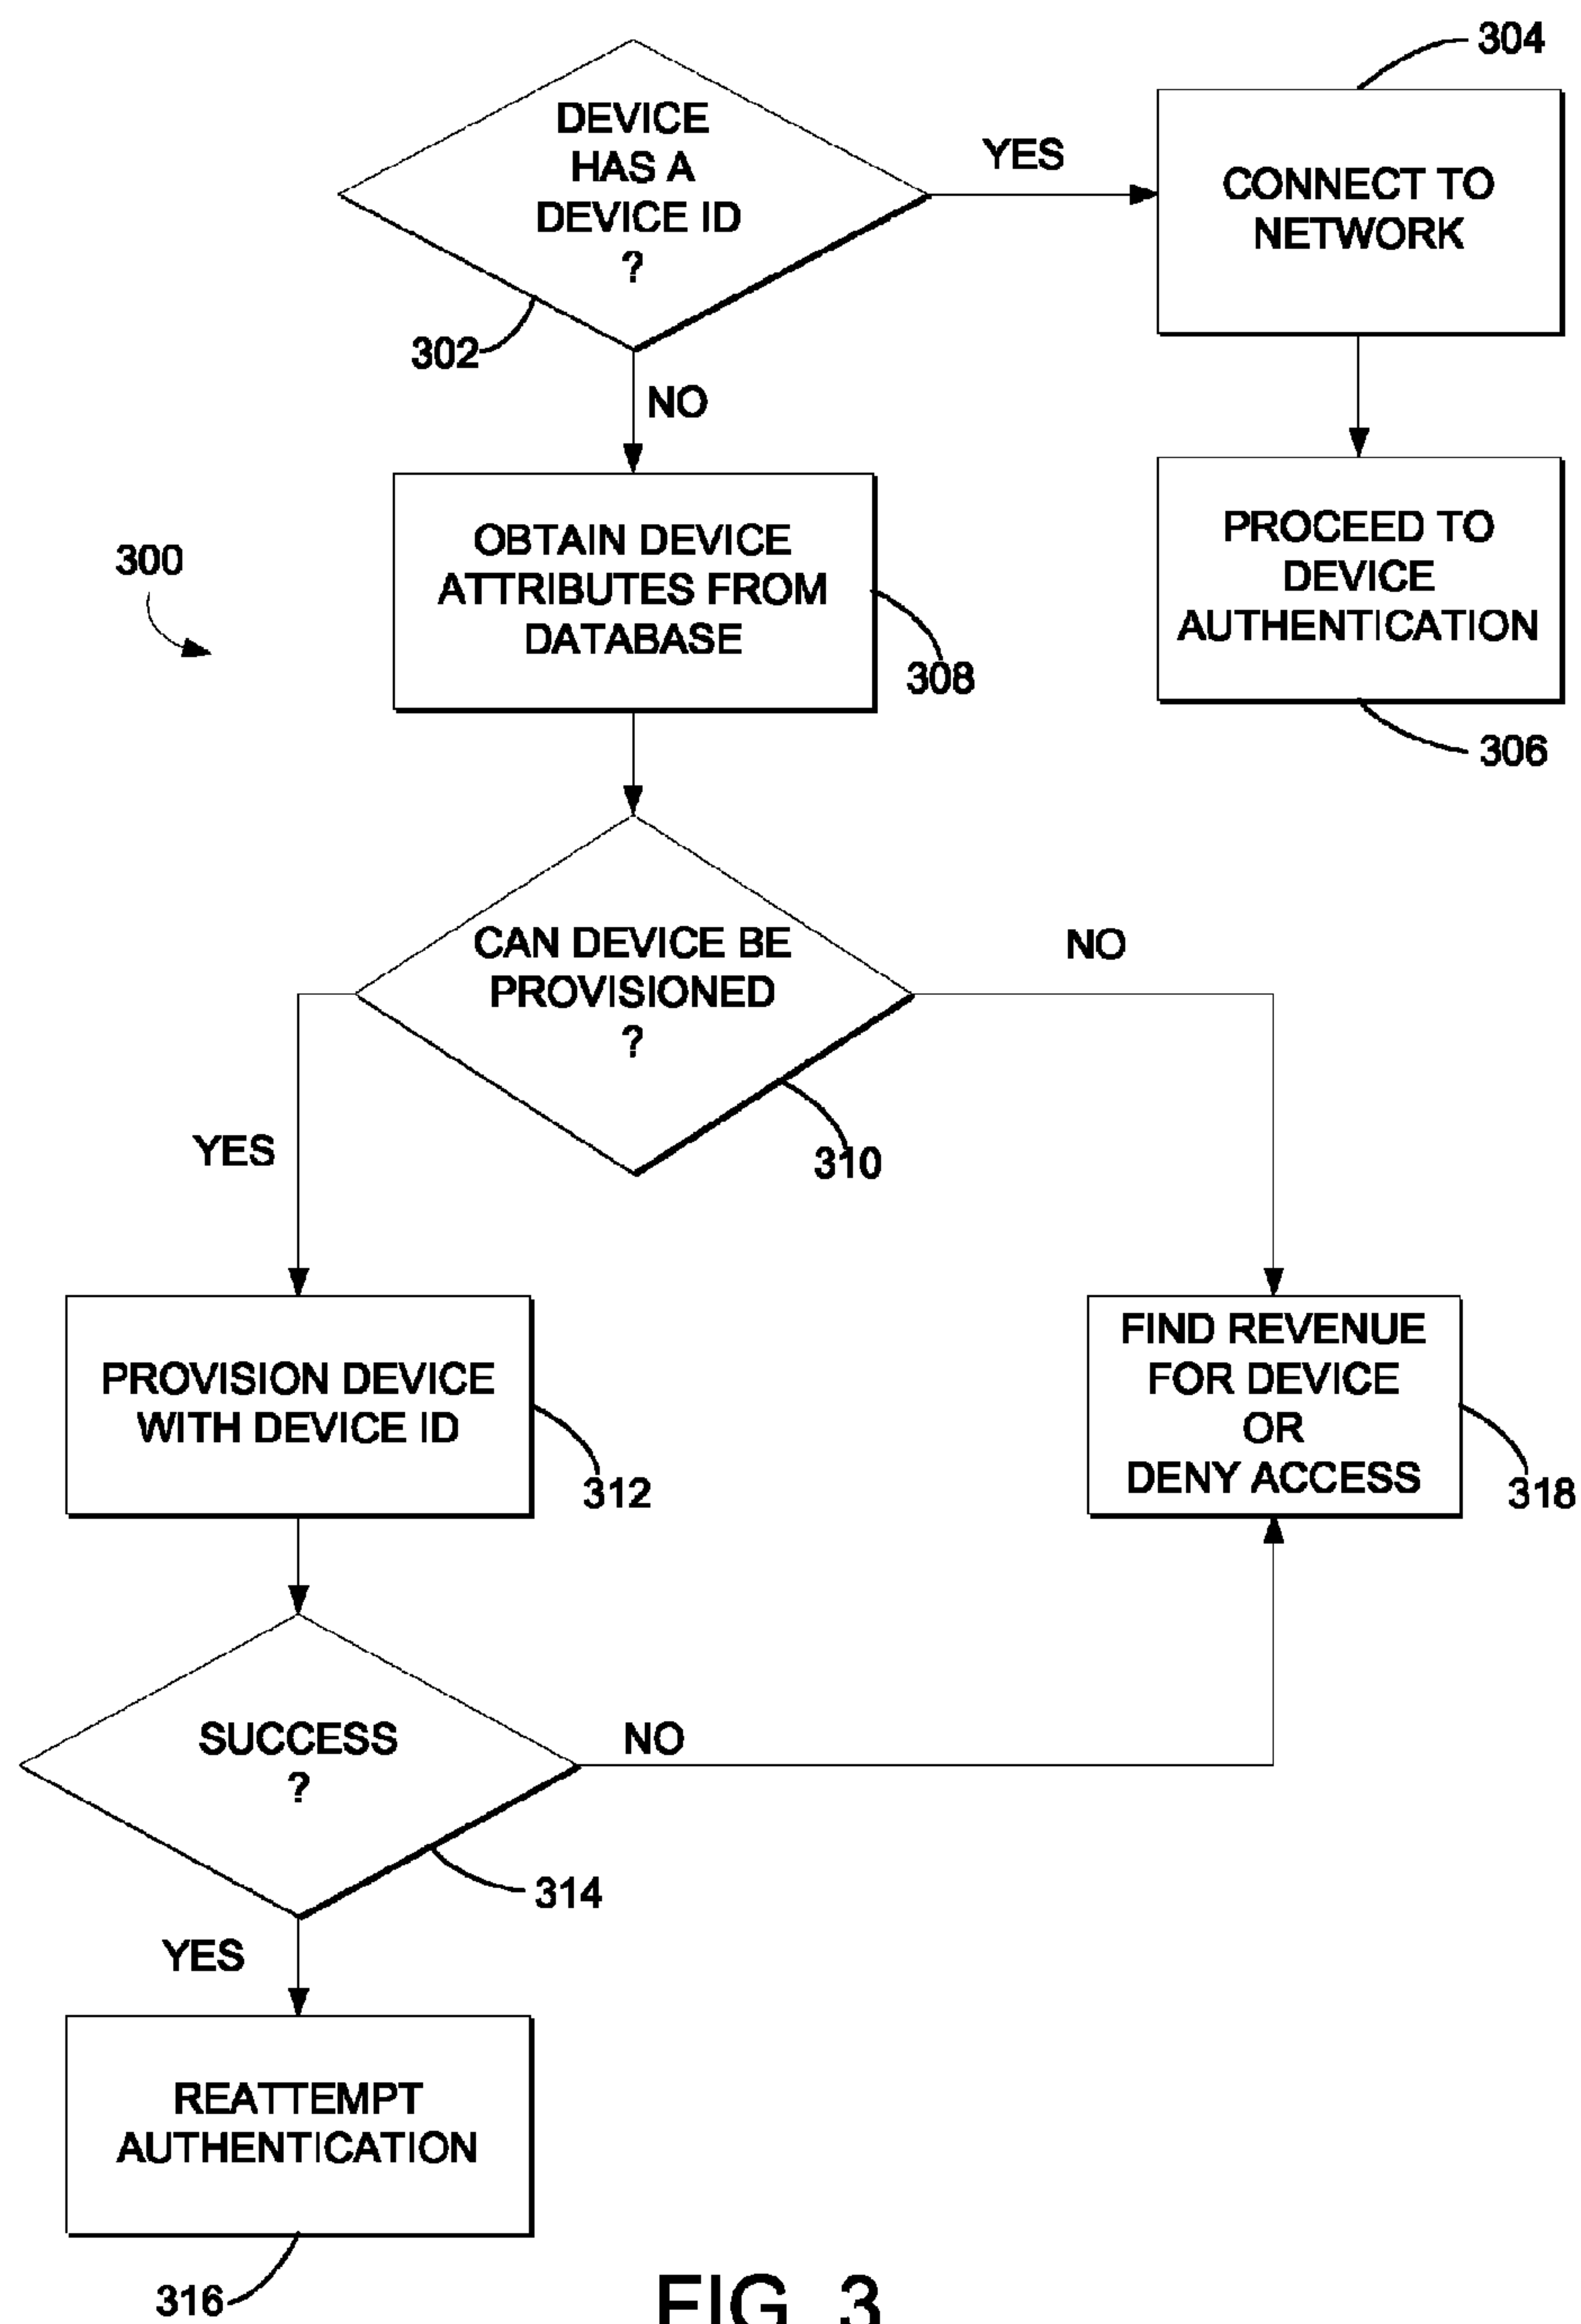 304
DEVICE
HAS A
DEVICE ID
?
YES
CONNECT TO
NETWORK
302
NO
300
OBTAIN DEVICE
ATTRIBUTES FROM
DATABASE
308
PROCEED TO
DEVICE
AUTHENTICATION
306
CAN DEVICE BE
PROVISIONED
?
NO
310
YES
PROVISION DEVICE
WITH DEVICE ID
312
FIND REVENUE
FOR DEVICE
OR
DENY ACCESS
318
SUCCESS
?
NO
314
YES
REATTEMPT
AUTHENTICATION
316
FIG. 3